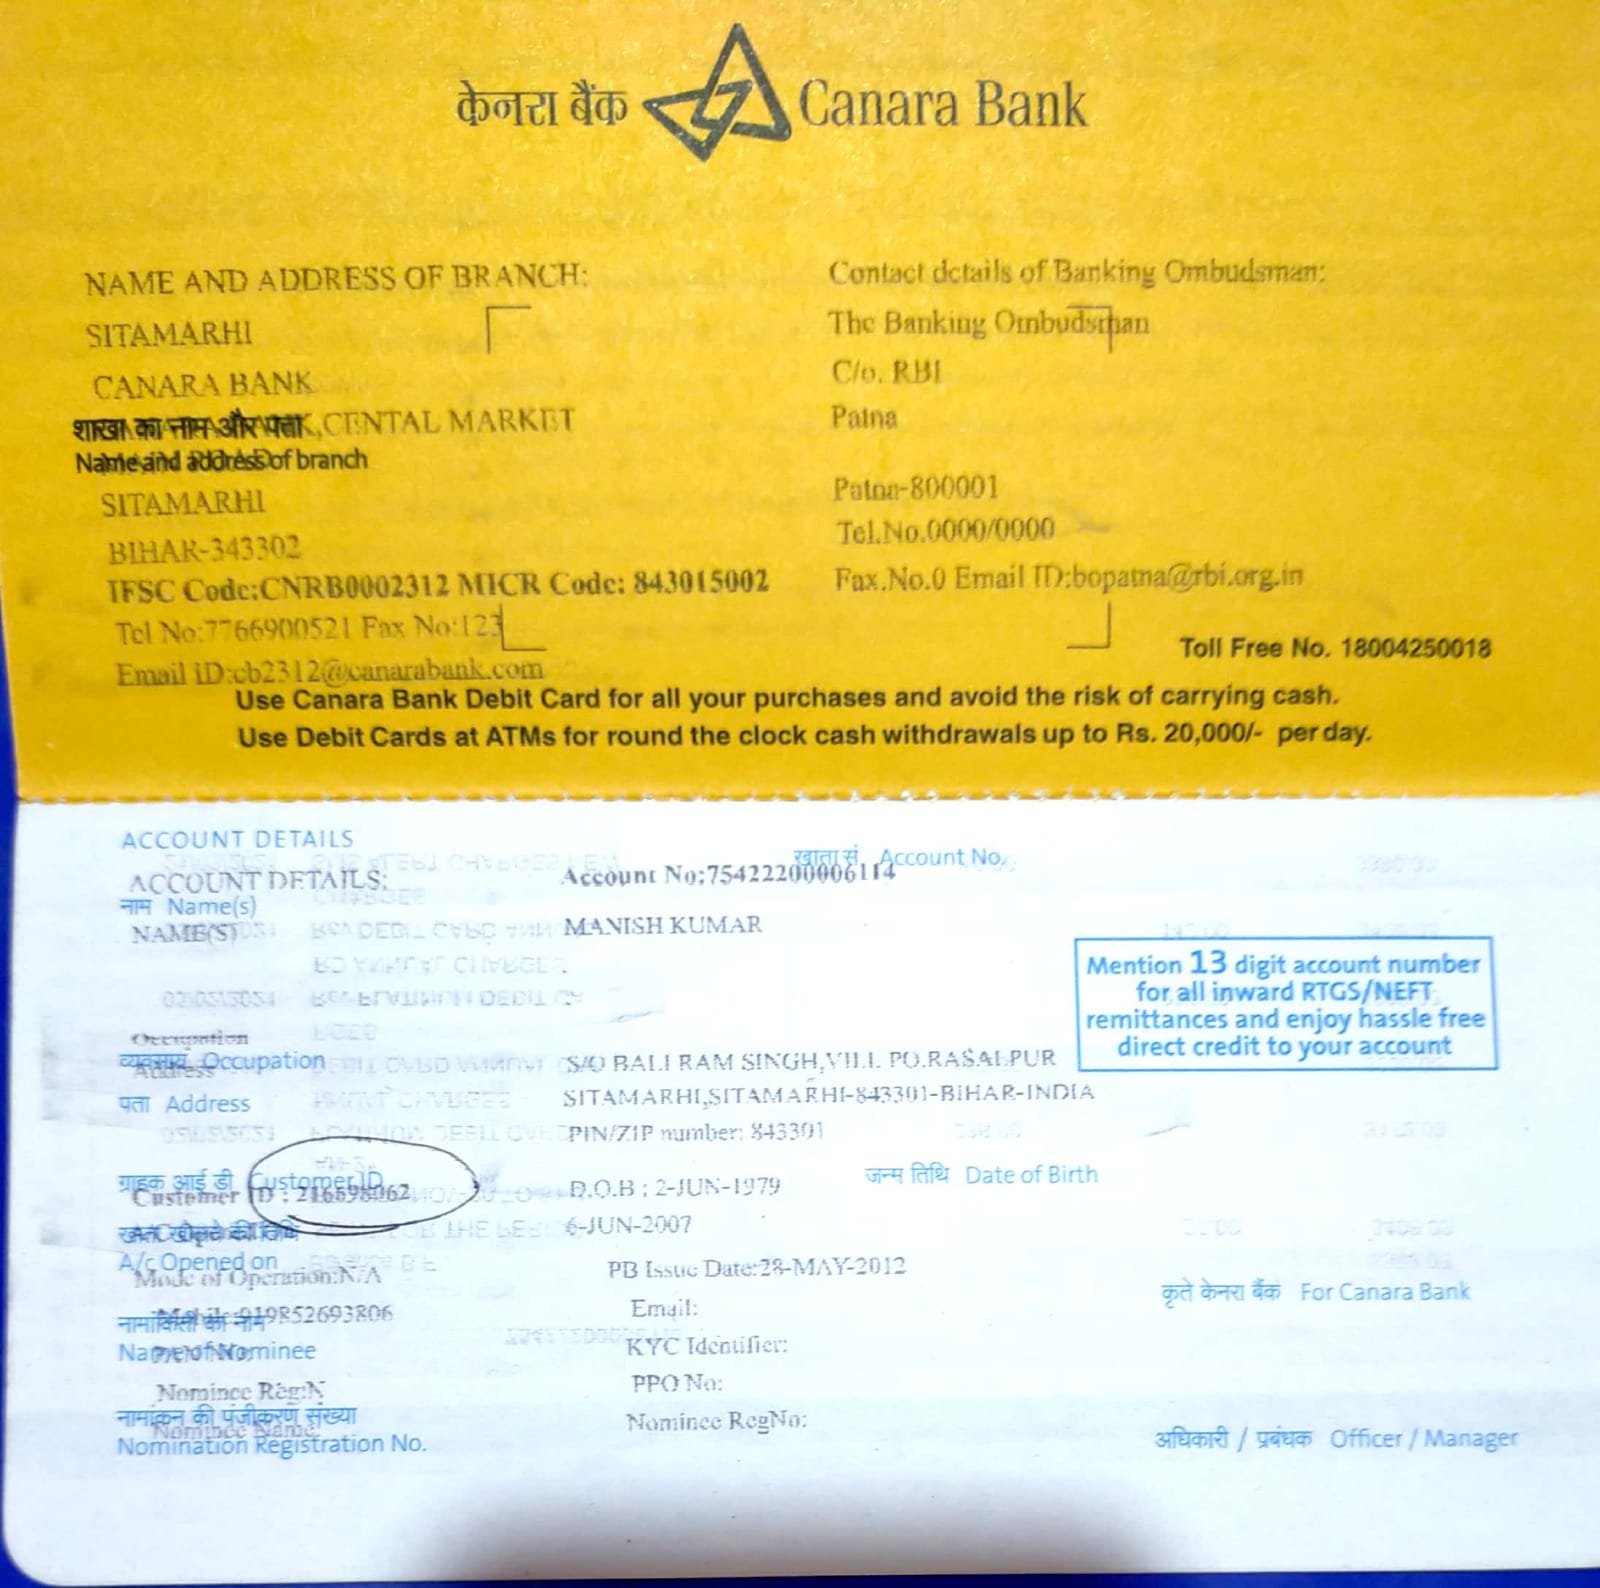 केनरा बैंक Canara Bank
NAME AND ADDRESS OF BRANCH:
SITAMARHI
CANARA BANK
शाखा का नाम और पता ,CENTAL MARKET
Name and address of branch
SITAMARHI
BIHAR-343302
IFSC Code:CNRB0002312 MICR Code: 843015002
Tel No:7766900521 Fax No:123
Email ID:cb2312@canarabank.com
Contact details of Banking Ombudsman:
The Banking Ombudsman
C/o. RBI
Patna
Patna-800001
Tel.No.0000/0000
Fax.No.0 Email ID:bopatna@rbi.org.in
Toll Free No. 18004250018
Use Canara Bank Debit Card for all your purchases and avoid the risk of carrying cash.
Use Debit Cards at ATMs for round the clock cash withdrawals up to Rs. 20,000/- per day.
ACCOUNT DETAILS
खाता सं. Account No.
ACCOUNT DETAILS: Account No:75422200006114
नाम Name(s)
NAME(S) MANISH KUMAR
Mention 13 digit account number
for all inward RTGS/NEFT
remittances and enjoy hassle free
direct credit to your account
Occupation
व्यवसाय Occupation
Address S/O BALI RAM SINGH,VILL PO.RASALPUR
पता Address SITAMARHI,SITAMARHI-843301-BIHAR-INDIA
PIN/ZIP number: 843301
ग्राहक आई डी Customer ID जन्म तिथि Date of Birth
Customer ID : 216698062 D.O.B : 2-JUN-1979
खाता खोलने की तिथि 6-JUN-2007
A/c Opened on
Mode of Operation:N/A PB Issue Date:28-MAY-2012
कृते केनरा बैंक For Canara Bank
919852693806 Email:
नामांकिती का नाम
Name of Nominee KYC Identifier:
Nominee Reg:N PPO No:
नामांकन की पंजीकरण संख्या
Nominee Name: Nominee RegNo:
Nomination Registration No.
अधिकारी / प्रबंधक Officer / Manager